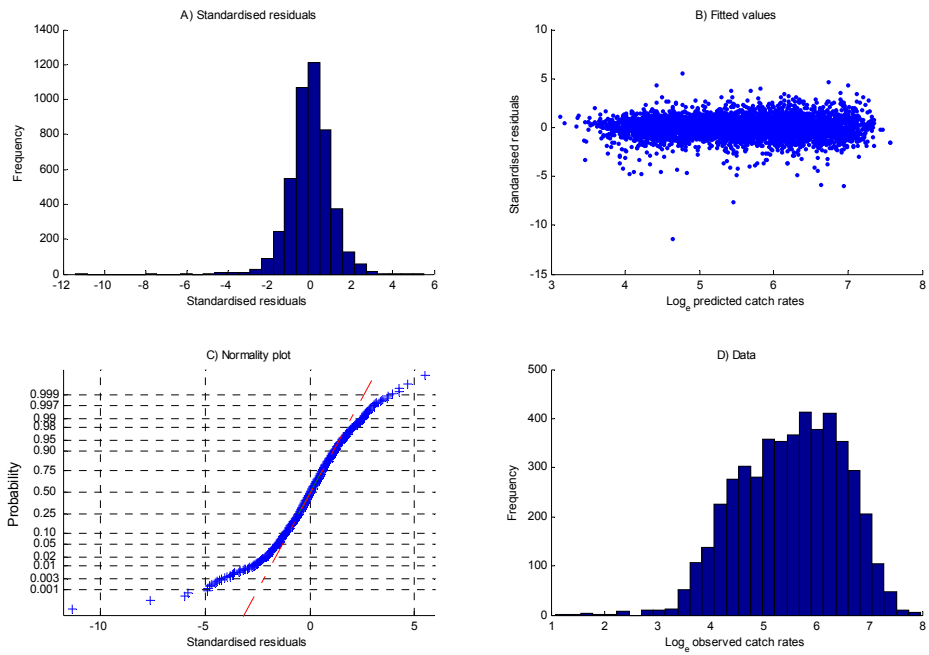 A) Standardised residuals
1400
1200
1000
800
600
400
200
0
Frequency
-12 -10 -8 -6 -4 -2 0 2 4 6
Standardised residuals
B) Fitted values
10
5
0
-5
-10
-15
Standardised residuals
3 4 5 6 7 8
Log_e predicted catch rates
C) Normality plot
0.999
0.997
0.99
0.98
0.95
0.90
0.75
0.50
0.25
0.10
0.05
0.02
0.01
0.003
0.001
Probability
-10 -5 0 5
Standardised residuals
D) Data
500
400
300
200
100
0
Frequency
1 2 3 4 5 6 7 8
Log_e observed catch rates